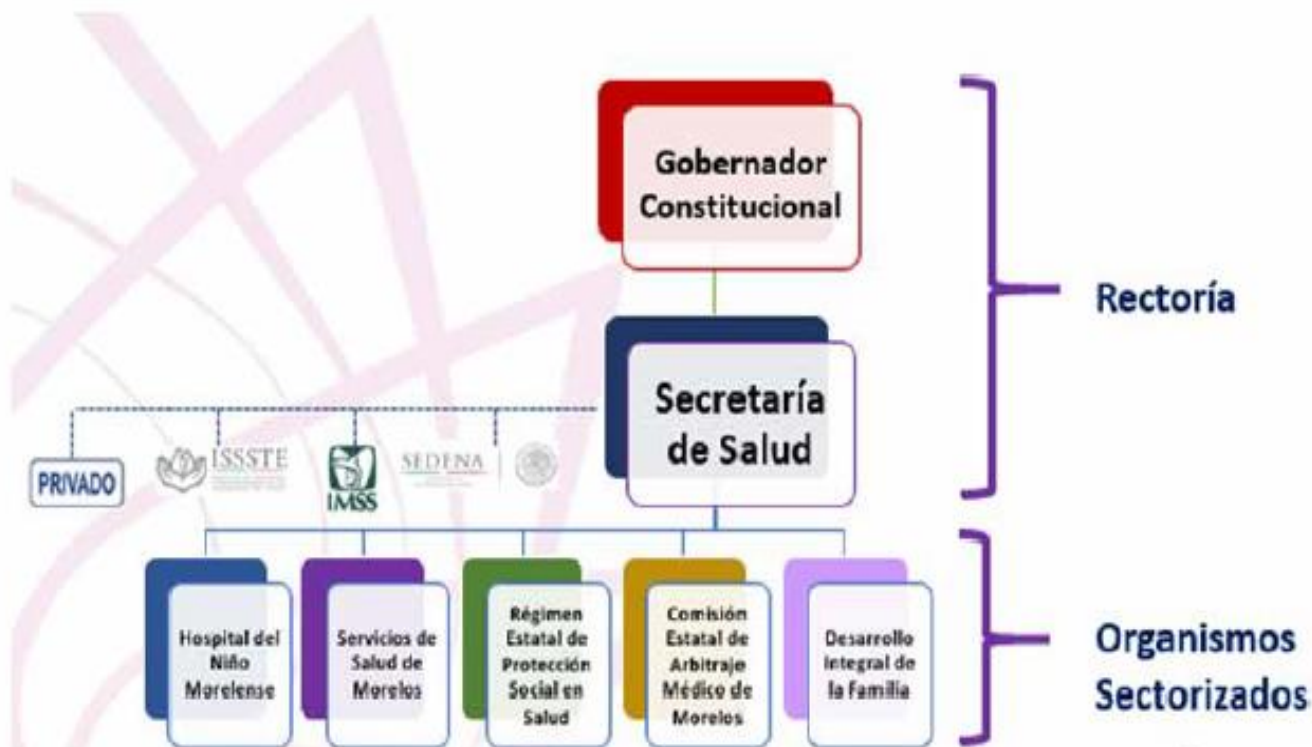 Gobernador
Constitucional
Rectoría
Secretaría
de Salud
PRIVADO
ISSSTE
IMSS
SEDENA
Hospital del
Niño
Morelense
Servicios de
Salud de
Morelos
Régimen
Estatal de
Protección
Social en
Salud
Comisión
Estatal de
Arbitraje
Médico de
Morelos
Desarrollo
Integral de
la Familia
Organismos
Sectorizados